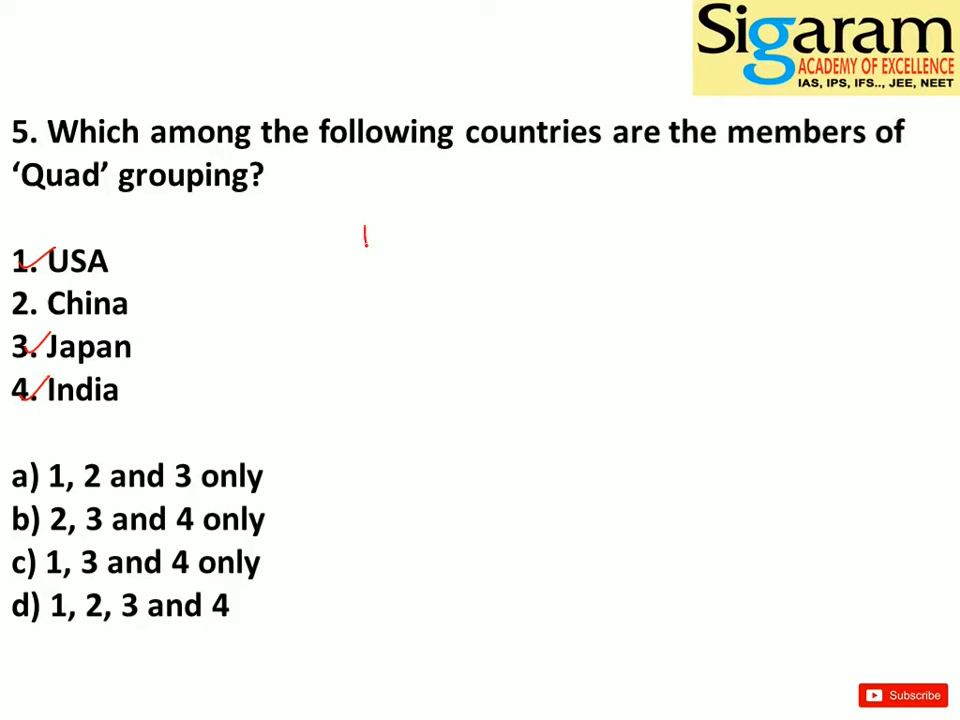 Sigaram
ACADEMY OF EXCELLENCE
IAS, IPS, IFS.., JEE, NEET
5. Which among the following countries are the members of
‘Quad’ grouping?
1. USA
2. China
3. Japan
4. India
a) 1, 2 and 3 only
b) 2, 3 and 4 only
c) 1, 3 and 4 only
d) 1, 2, 3 and 4
Subscribe